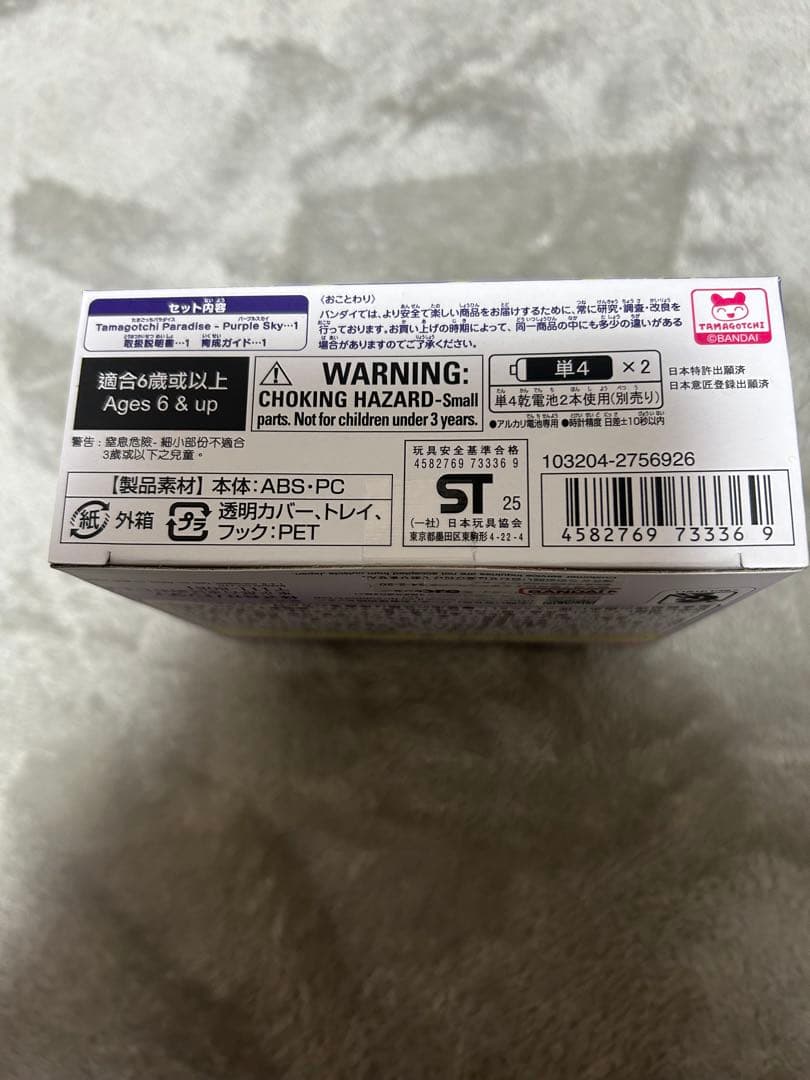 セット内容
Tamagotchi Paradise - Purple Sky…1
取扱説明書…1 育成ガイド…1
〈おことわり〉
バンダイでは、より安全で楽しい商品をお届けするために、常に研究・調査・改良を
行っております。お買い上げの時期によって、同一商品の中にも多少の違いがある
場合がありますのでご了承ください。
TAMAGOTCHI
©BANDAI
適合6歲或以上
Ages 6 & up
WARNING:
CHOKING HAZARD-Small
parts. Not for children under 3 years.
単4 ×2
単4乾電池2本使用(別売り)
●アルカリ電池専用 ●時計精度 日差±10秒以内
日本特許出願済
日本意匠登録出願済
警告:窒息危險-細小部份不適合
3歲或以下之兒童。
【製品素材】本体:ABS・PC
紙 外箱
プラ 透明カバー、トレイ、
フック:PET
玩具安全基準合格
4582769 73336 9
ST 25
(一社)日本玩具協会
東京都墨田区東駒形4-22-4
103204-2756926
4 582769 73336 9